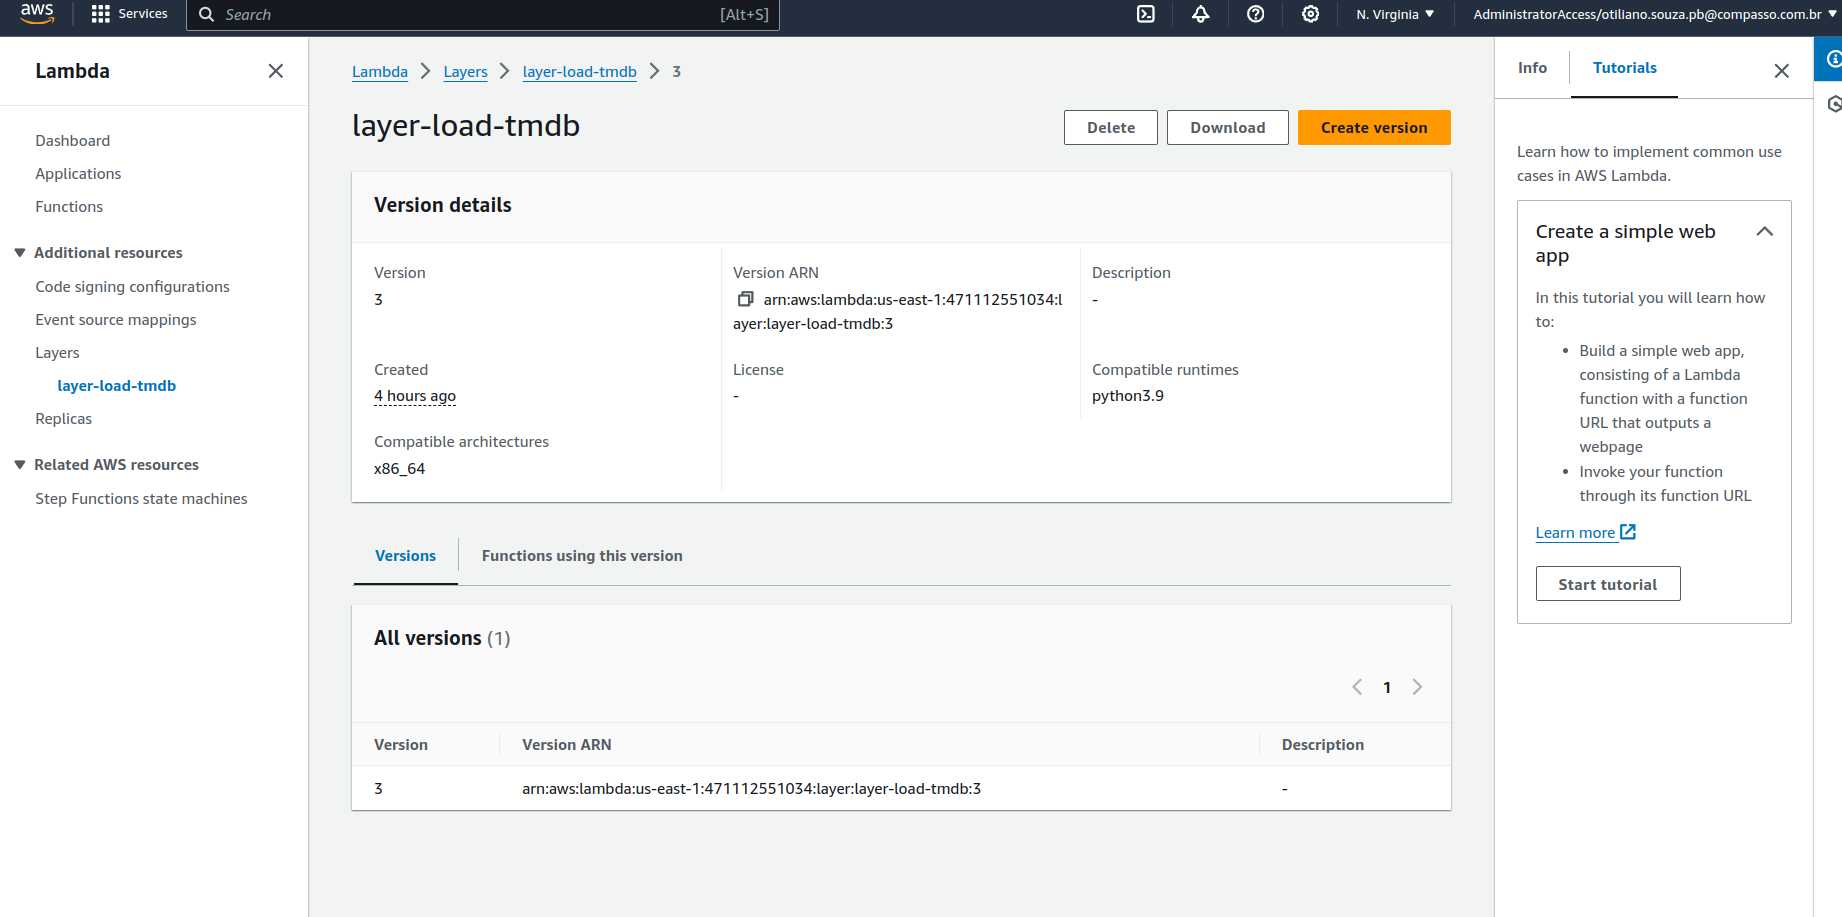 aws
Services
Search
[Alt+S]
N. Virginia
AdministratorAccess/otiliano.souza.pb@compasso.com.br
Lambda
Dashboard
Applications
Functions
Additional resources
Code signing configurations
Event source mappings
Layers
layer-load-tmdb
Replicas
Related AWS resources
Step Functions state machines
Lambda
Layers
layer-load-tmdb
3
layer-load-tmdb
Delete
Download
Create version
Version details
Version
3
Version ARN
arn:aws:lambda:us-east-1:471112551034:l
ayer:layer-load-tmdb:3
Description
-
Created
4 hours ago
License
-
Compatible runtimes
python3.9
Compatible architectures
x86_64
Versions
Functions using this version
All versions (1)
1
Version
Version ARN
Description
3
arn:aws:lambda:us-east-1:471112551034:layer:layer-load-tmdb:3
-
Info
Tutorials
Learn how to implement common use
cases in AWS Lambda.
Create a simple web
app
In this tutorial you will learn how
to:
• Build a simple web app,
consisting of a Lambda
function with a function
URL that outputs a
webpage
• Invoke your function
through its function URL
Learn more
Start tutorial